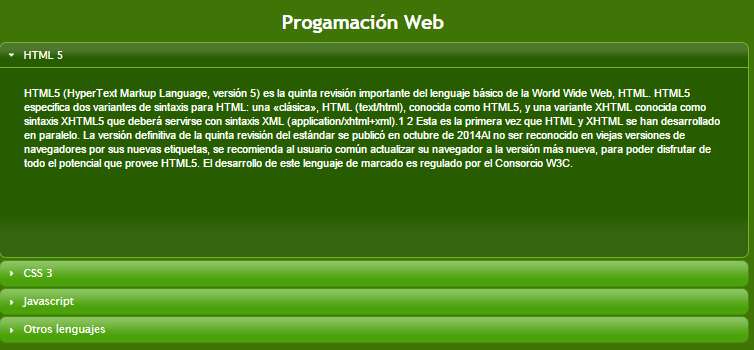 Progamación Web
HTML 5
HTML5 (HyperText Markup Language, versión 5) es la quinta revisión importante del lenguaje básico de la World Wide Web, HTML. HTML5
especifica dos variantes de sintaxis para HTML: una «clásica», HTML (text/html), conocida como HTML5, y una variante XHTML conocida como
sintaxis XHTML5 que deberá servirse con sintaxis XML (application/xhtml+xml).1 2 Esta es la primera vez que HTML y XHTML se han desarrollado
en paralelo. La versión definitiva de la quinta revisión del estándar se publicó en octubre de 2014Al no ser reconocido en viejas versiones de
navegadores por sus nuevas etiquetas, se recomienda al usuario común actualizar su navegador a la versión más nueva, para poder disfrutar de
todo el potencial que provee HTML5. El desarrollo de este lenguaje de marcado es regulado por el Consorcio W3C.
CSS 3
Javascript
Otros lenguajes